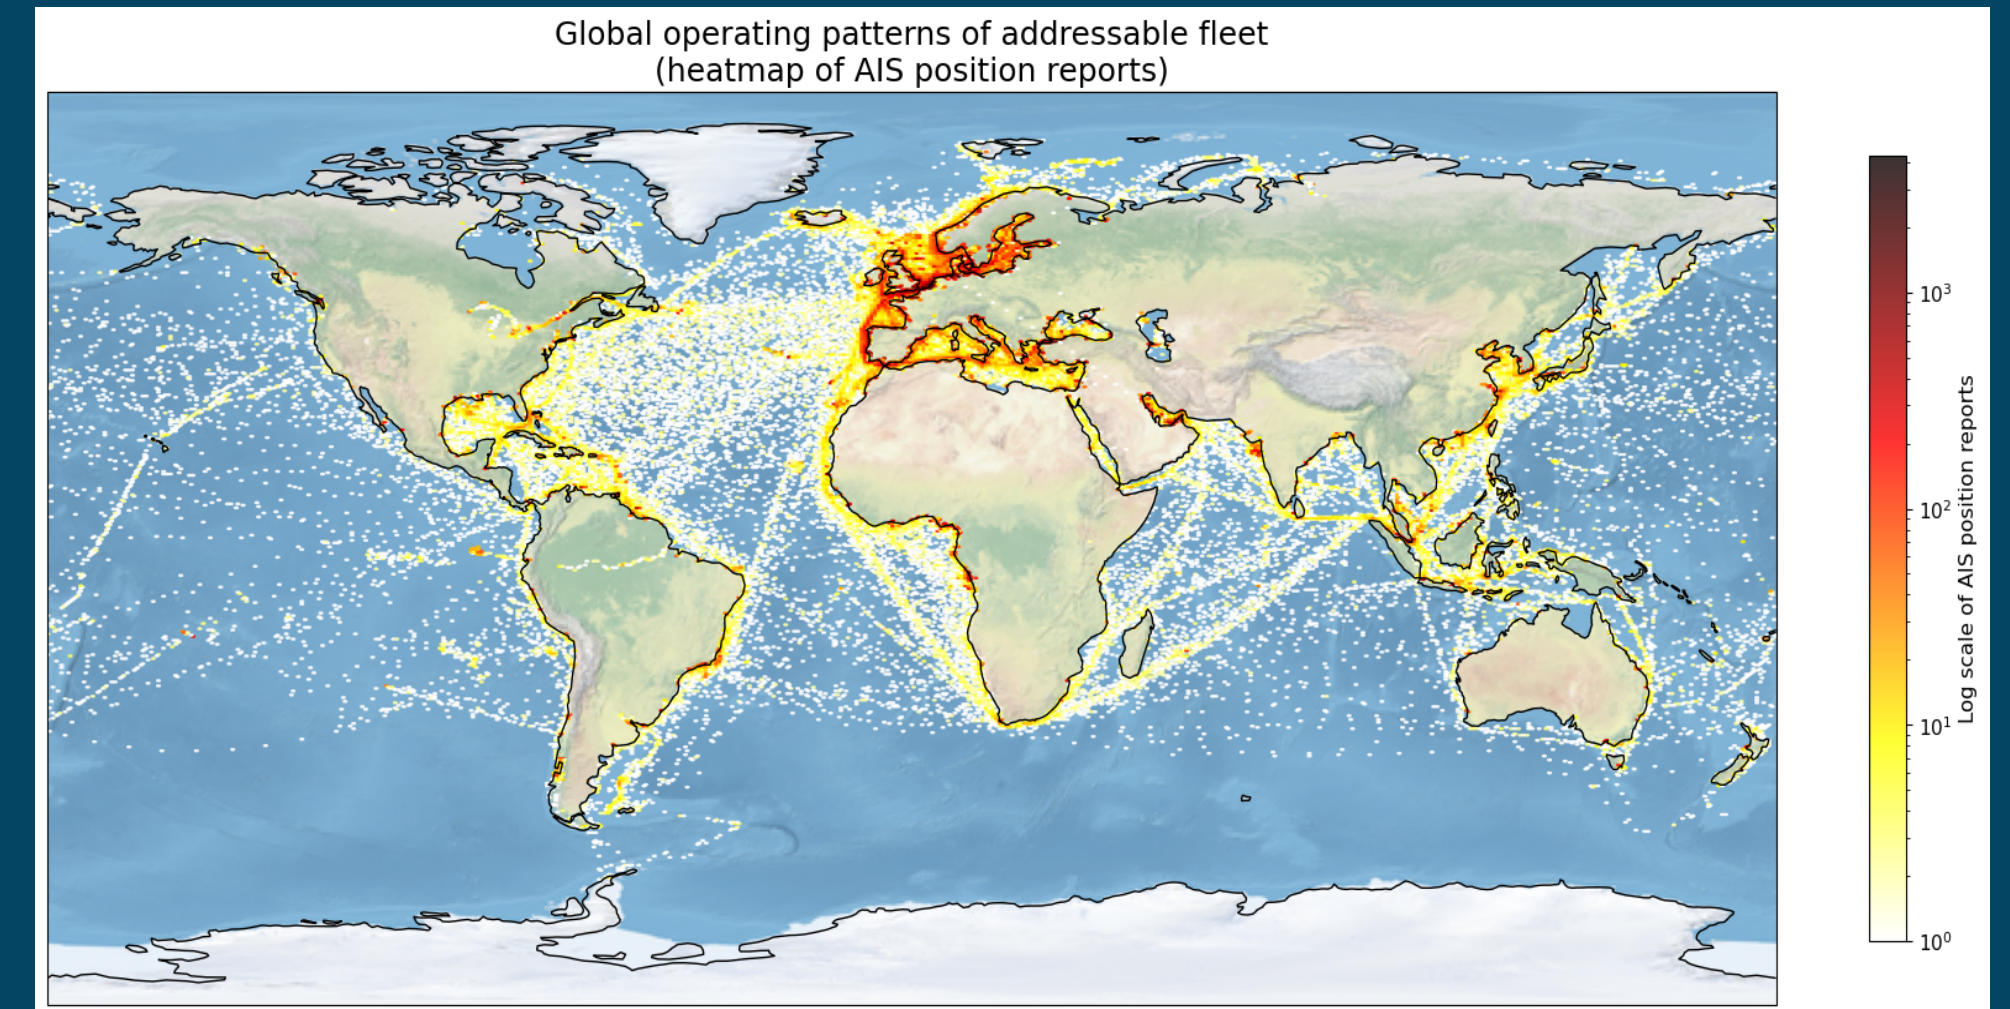 Global operating patterns of addressable fleet
(heatmap of AIS position reports)
10³
10²
10¹
10⁰
Log scale of AIS position reports